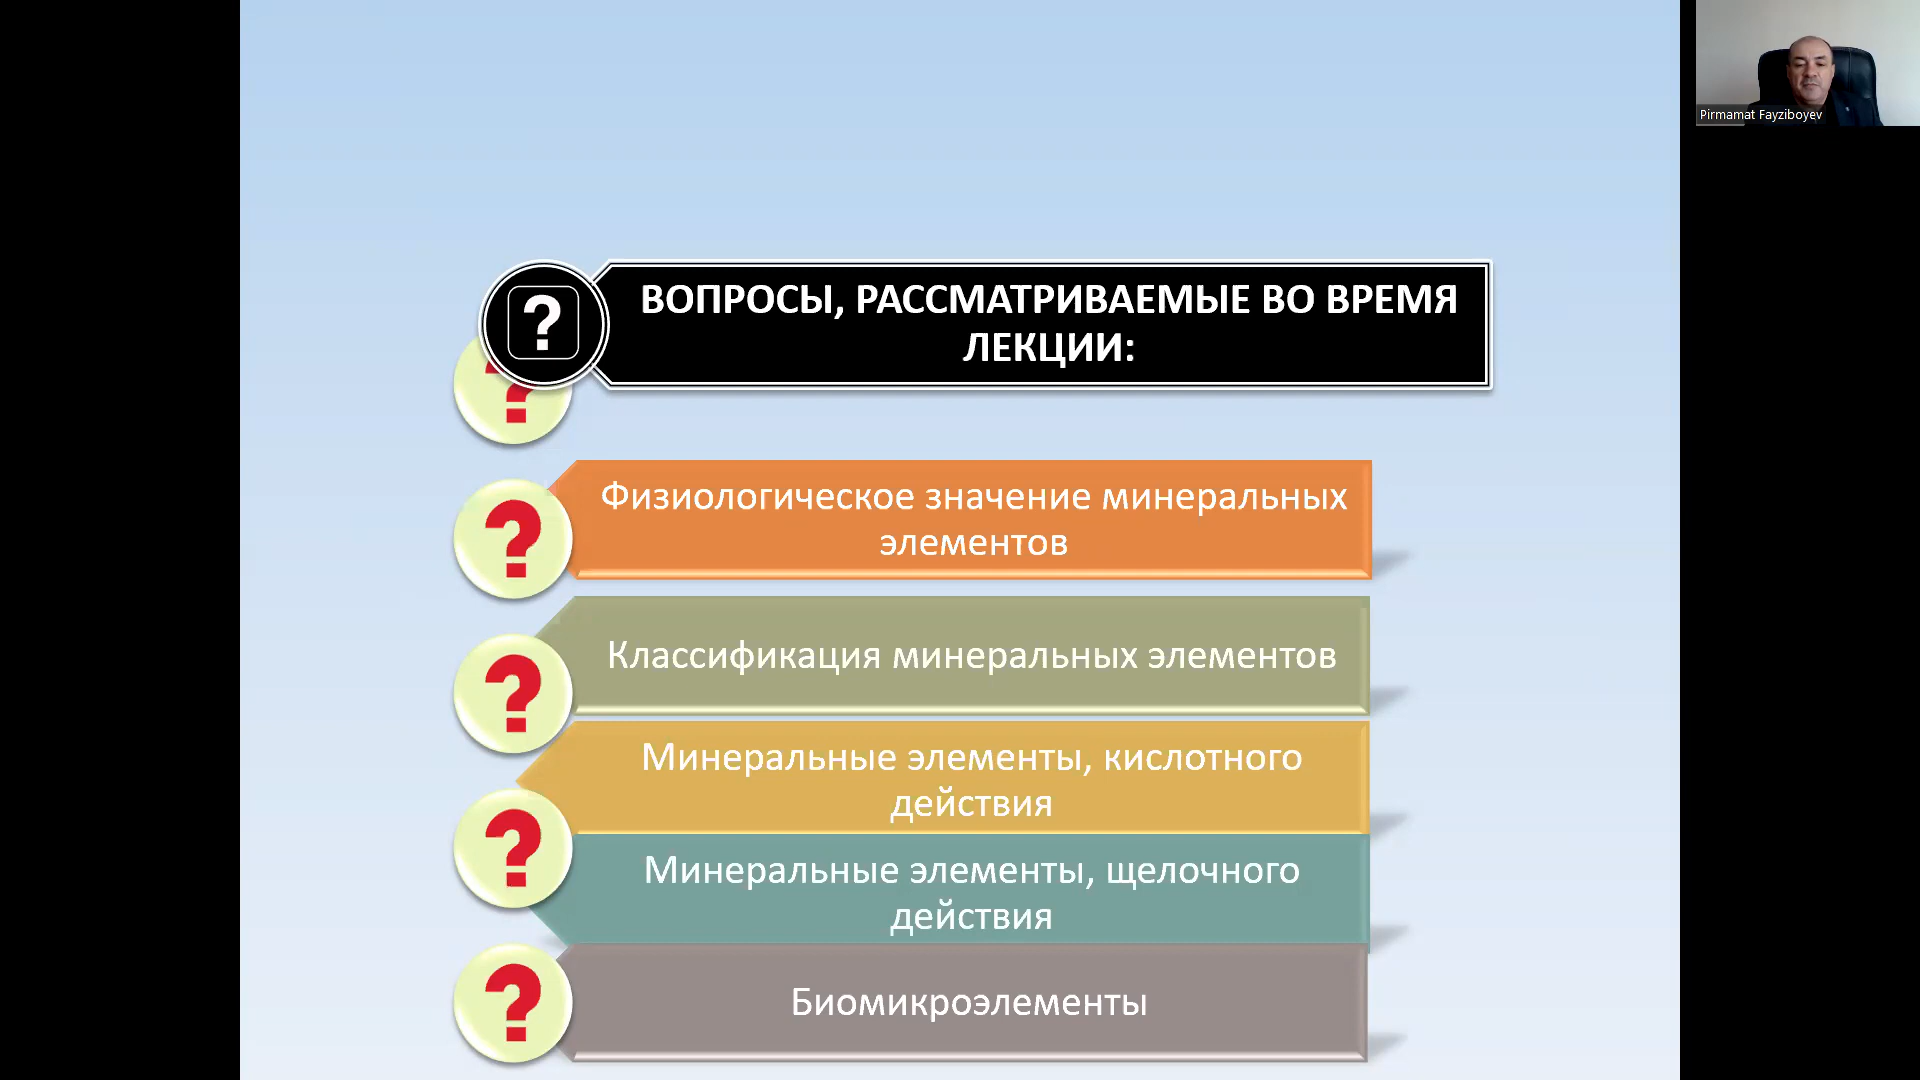 Pirmamat Fayziboyev
ВОПРОСЫ, РАССМАТРИВАЕМЫЕ ВО ВРЕМЯ
ЛЕКЦИИ:
Физиологическое значение минеральных
элементов
Классификация минеральных элементов
Минеральные элементы, кислотного
действия
Минеральные элементы, щелочного
действия
Биомикроэлементы